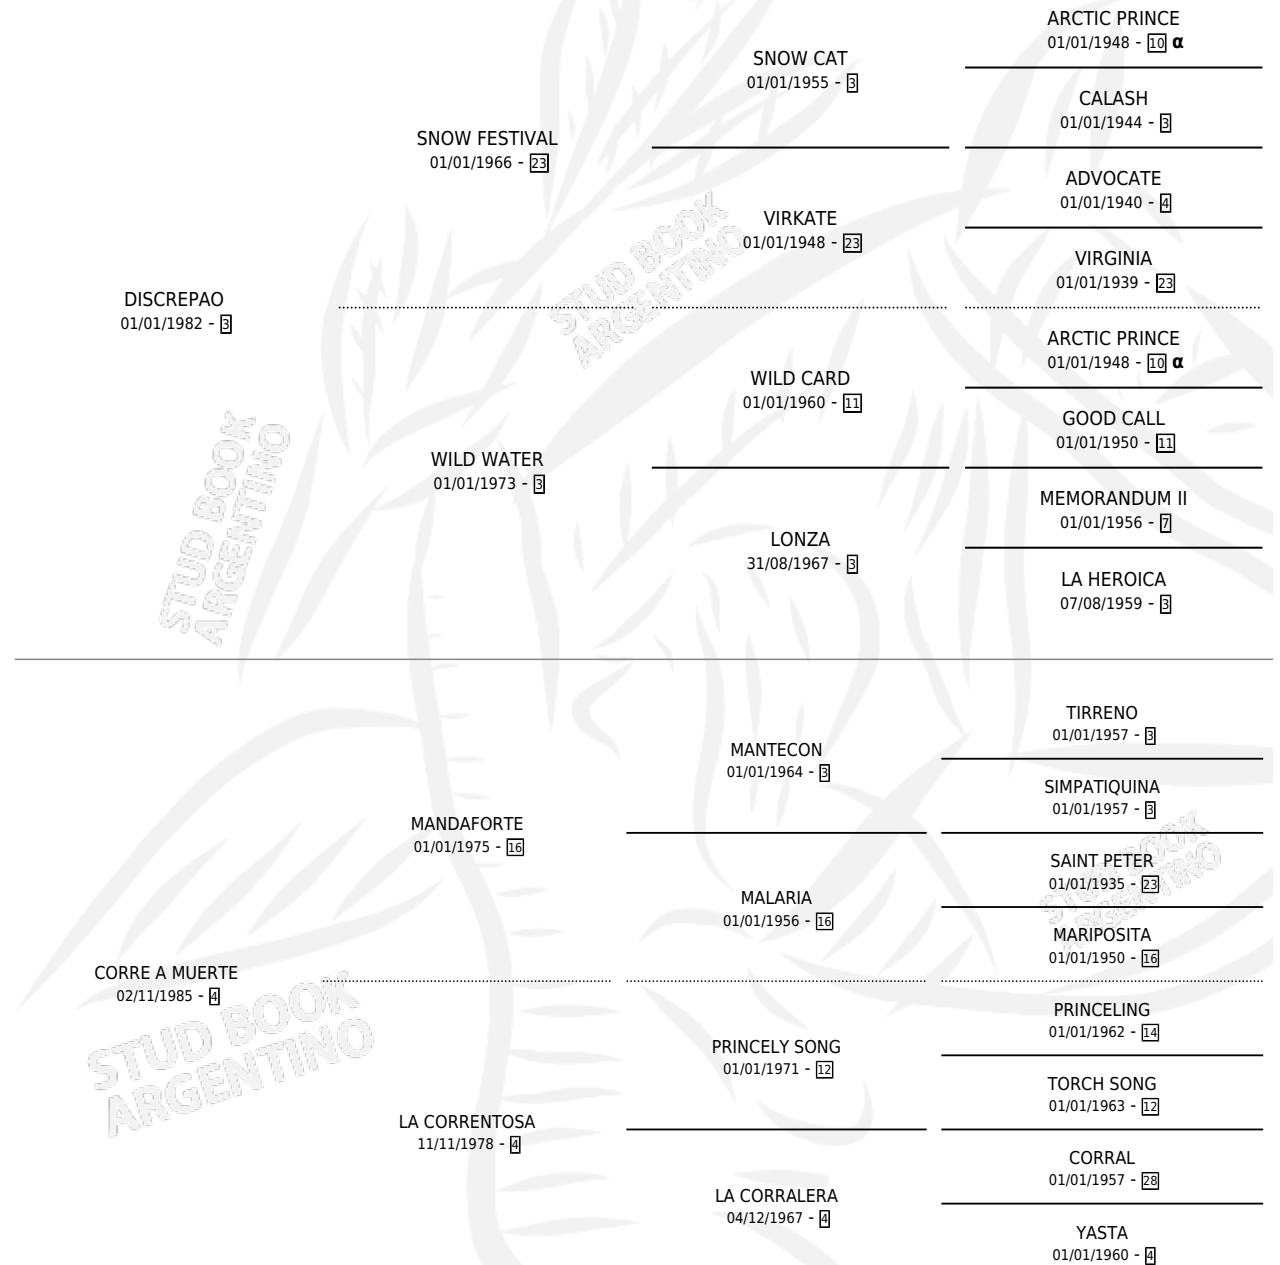 ARCTIC PRINCE
01/01/1948 - 10 α
SNOW CAT
01/01/1955 - 3
CALASH
01/01/1944 - 3
SNOW FESTIVAL
01/01/1966 - 23
ADVOCATE
01/01/1940 - 4
VIRKATE
01/01/1948 - 23
VIRGINIA
01/01/1939 - 23
STUD BOOK
ARGENTINO
DISCREPAO
01/01/1982 - 3
ARCTIC PRINCE
01/01/1948 - 10 α
WILD CARD
01/01/1960 - 11
GOOD CALL
01/01/1950 - 11
WILD WATER
01/01/1973 - 3
MEMORANDUM II
01/01/1956 - 7
LONZA
31/08/1967 - 3
LA HEROICA
07/08/1959 - 3
STUD BOOK
ARGENTINO
TIRRENO
01/01/1957 - 3
MANTECON
01/01/1964 - 3
SIMPATIQUINA
01/01/1957 - 3
MANDAFORTE
01/01/1975 - 16
SAINT PETER
01/01/1935 - 23
MALARIA
01/01/1956 - 16
MARIPOSITA
01/01/1950 - 16
STUD BOOK
ARGENTINO
CORRE A MUERTE
02/11/1985 - 4
PRINCELING
01/01/1962 - 14
PRINCELY SONG
01/01/1971 - 12
TORCH SONG
01/01/1963 - 12
STUD BOOK
ARGENTINO
LA CORRENTOSA
11/11/1978 - 4
CORRAL
01/01/1957 - 28
LA CORRALERA
04/12/1967 - 4
YASTA
01/01/1960 - 4